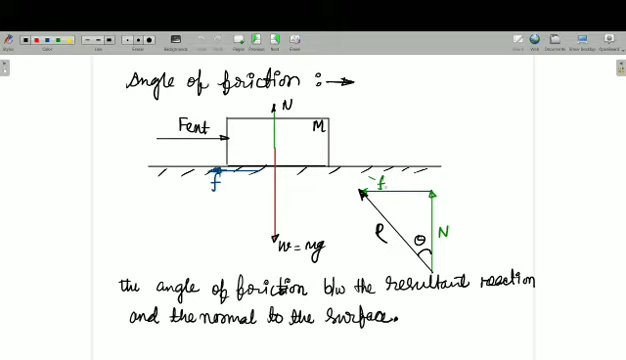 Angle of friction :→
N
Fext
M
f
f
R
θ
N
w = mg
the angle of friction b/w the resultant reaction
and the normal to the surface.